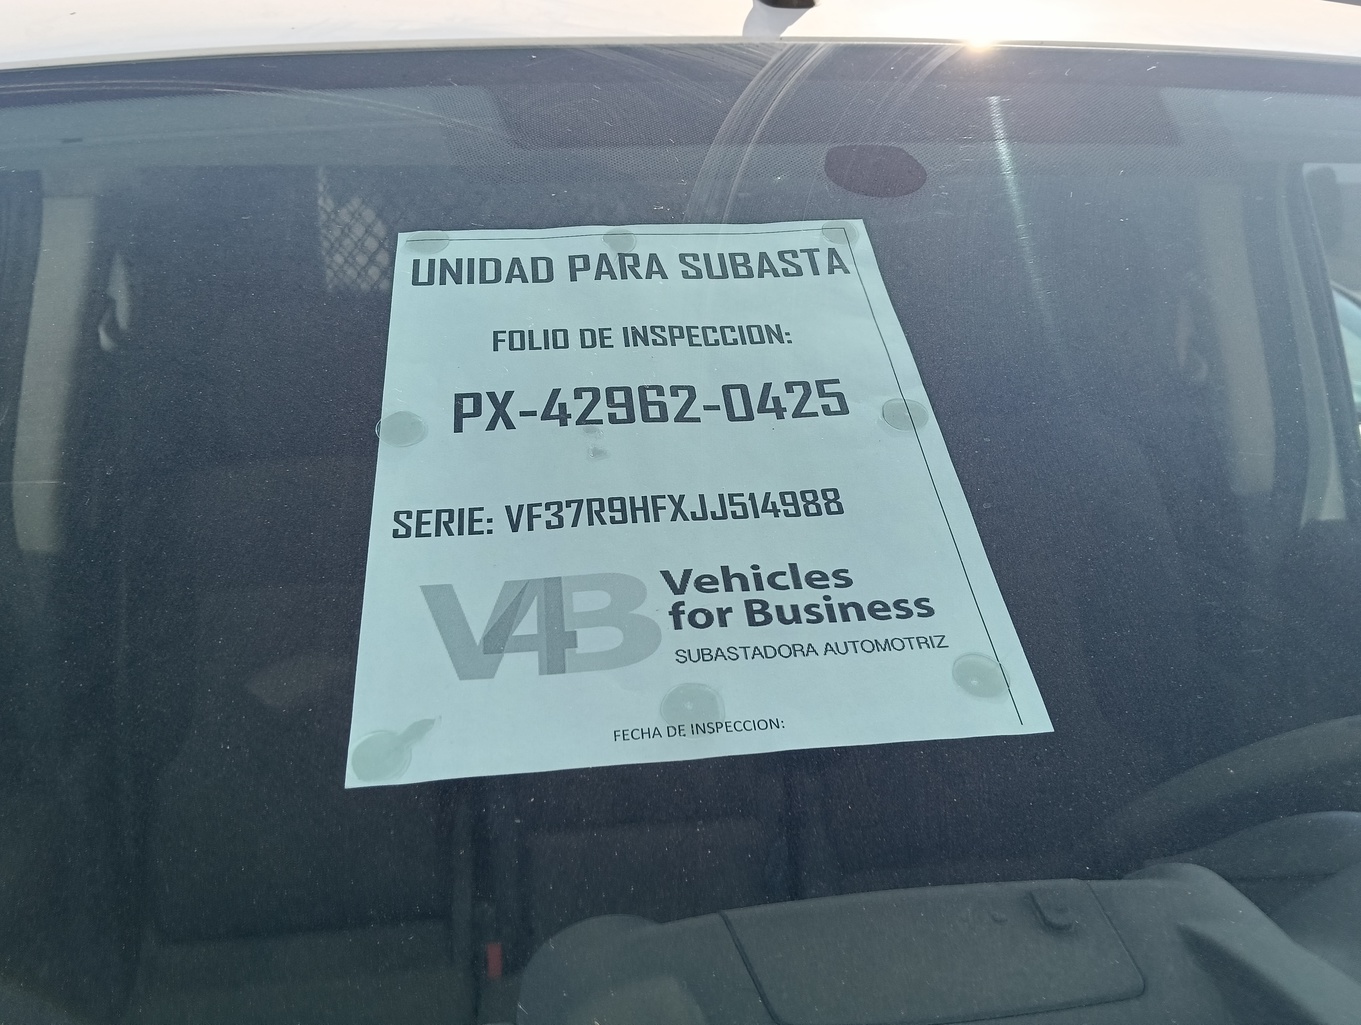 UNIDAD PARA SUBASTA
FOLIO DE INSPECCION:
PX-42962-0425
SERIE: VF37R9HFXJJ514988
V4B
Vehicles
for Business
SUBASTADORA AUTOMOTRIZ
FECHA DE INSPECCION: